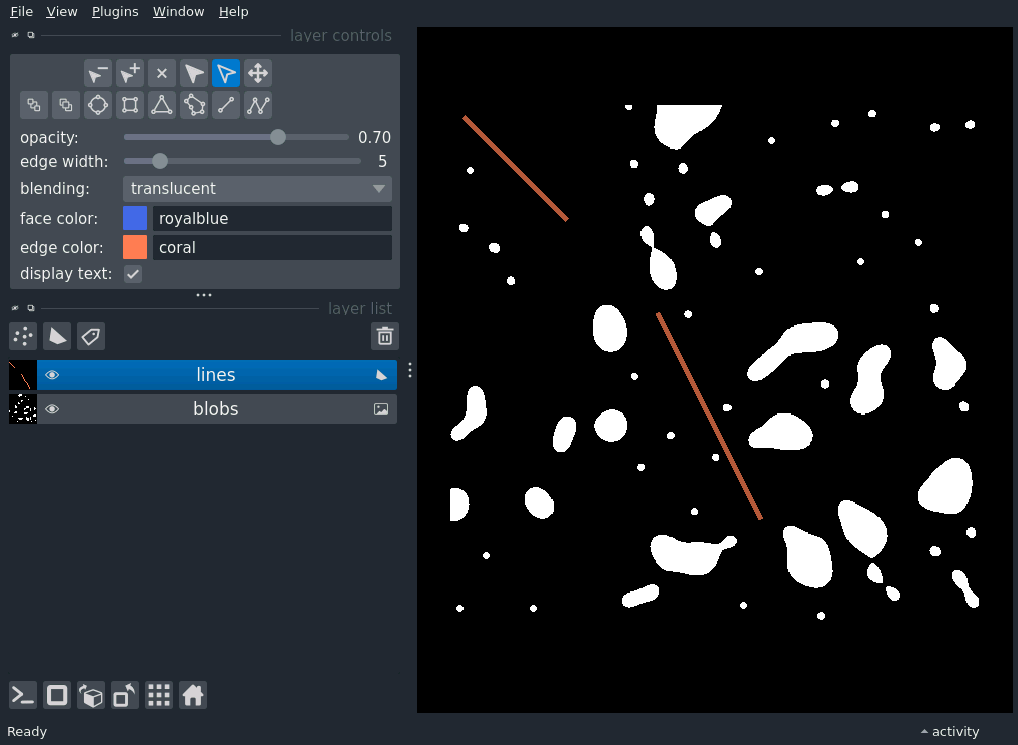 File View Plugins Window Help
layer controls
opacity: 0.70
edge width: 5
blending: translucent
face color: royalblue
edge color: coral
display text:
layer list
lines
blobs
Ready
activity